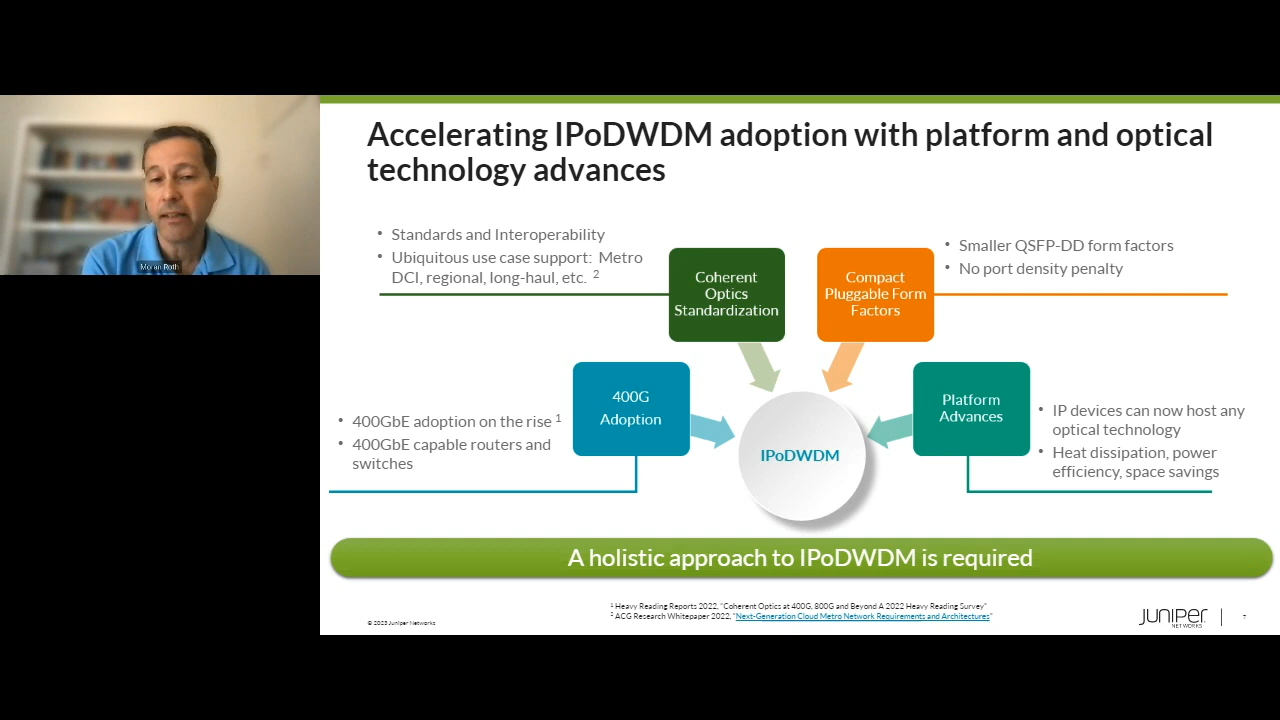 Accelerating IPoDWDM adoption with platform and optical
technology advances
Moran Roth
• Standards and Interoperability
• Ubiquitous use case support: Metro
DCI, regional, long-haul, etc. 2
Coherent
Optics
Standardization
Compact
Pluggable Form
Factors
• Smaller QSFP-DD form factors
• No port density penalty
• 400GbE adoption on the rise 1
• 400GbE capable routers and
switches
400G
Adoption
IPoDWDM
Platform
Advances
• IP devices can now host any
optical technology
• Heat dissipation, power
efficiency, space savings
A holistic approach to IPoDWDM is required
1 Heavy Reading Reports 2022, "Coherent Optics at 400G, 800G and Beyond A 2022 Heavy Reading Survey"
2 ACG Research Whitepaper 2022, "Next-Generation Cloud Metro Network Requirements and Architectures"
© 2023 Juniper Networks
JUNIPER
NETWORKS
7